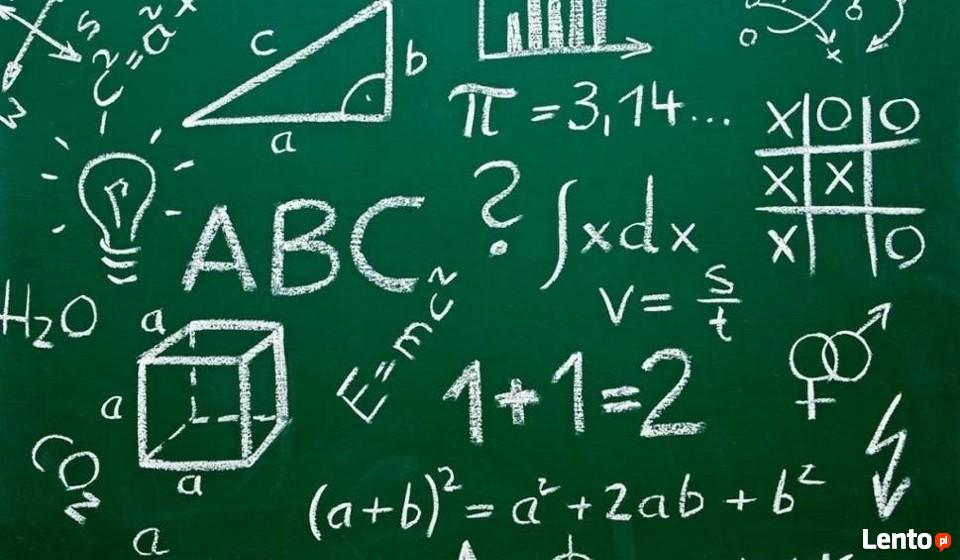 c² = a² x
c
b
a
π = 3,14...
X O O
X X
X O
ABC
?
∫xdx
H₂O
v = s/t
E=mc²
a
a
a
1+1=2
CO₂
(a+b)² = a² + 2ab + b²
a
Lento.pl